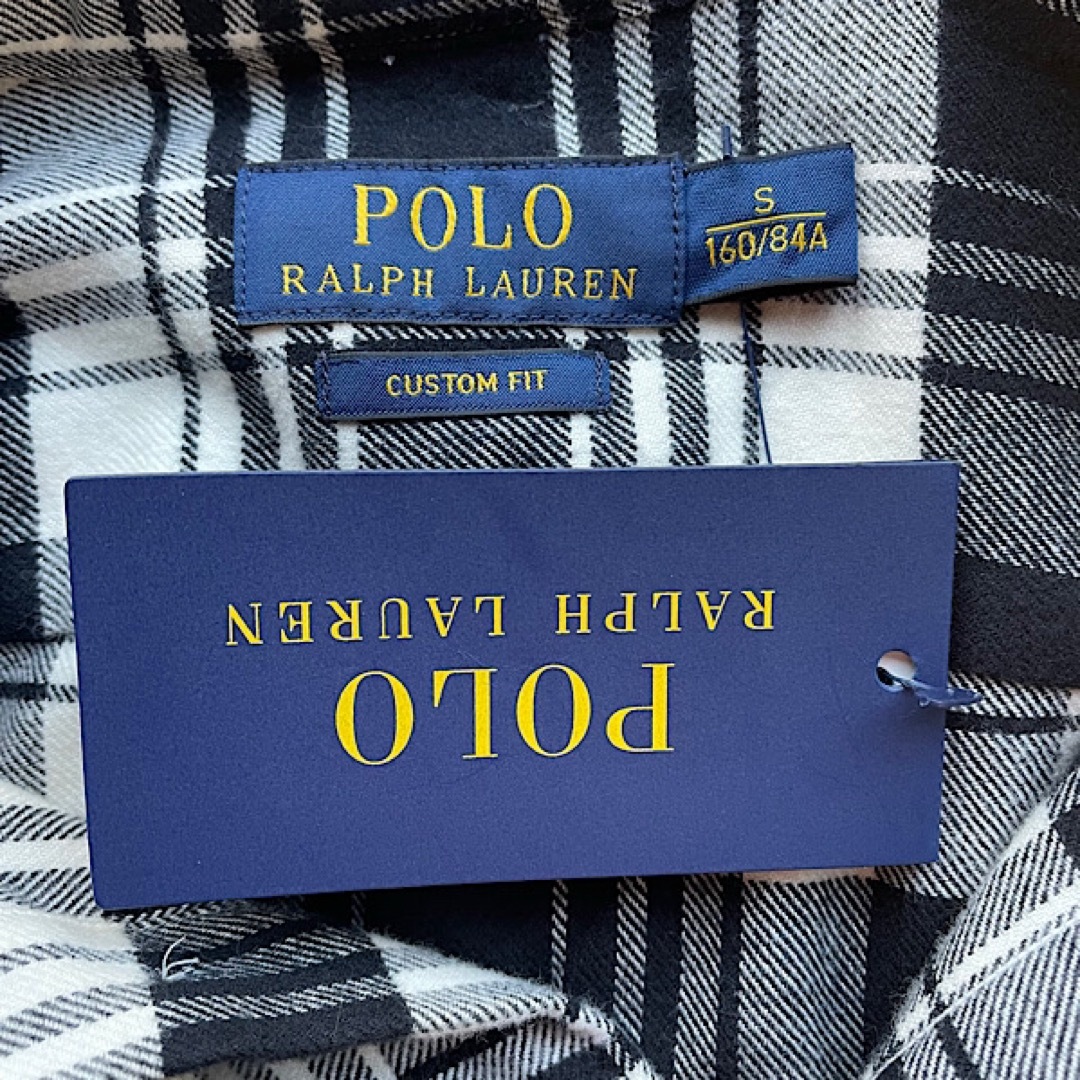 POLO
RALPH LAUREN
S
160/84A
CUSTOM FIT
POLO
RALPH LAUREN